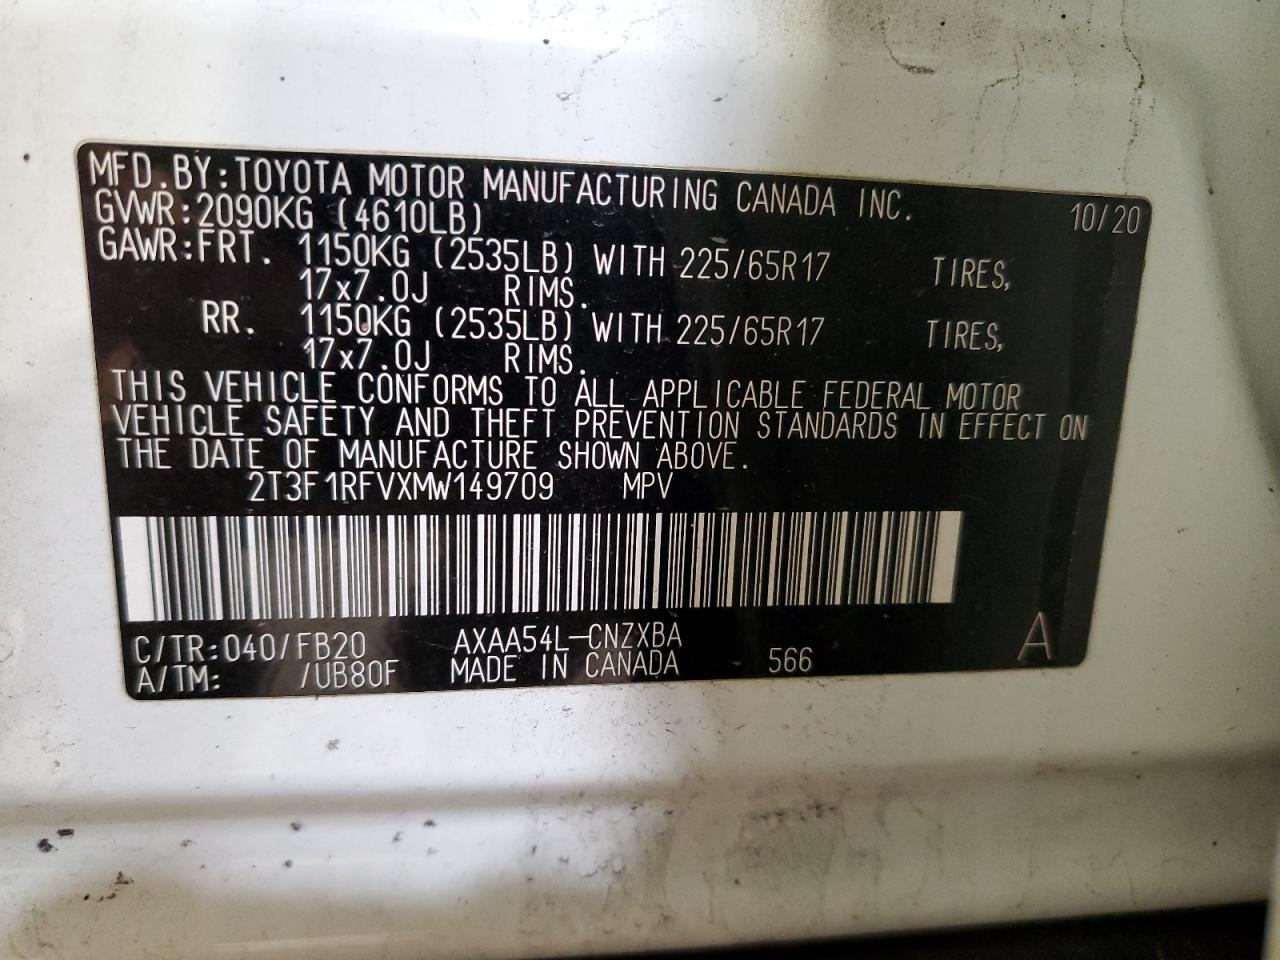 MFD.BY:TOYOTA MOTOR MANUFACTURING CANADA INC.
GVWR:2090KG (4610LB) 10/20
GAWR:FRT. 1150KG (2535LB) WITH 225/65R17 TIRES,
17x7.0J RIMS.
RR. 1150KG (2535LB) WITH 225/65R17 TIRES,
17x7.0J RIMS.
THIS VEHICLE CONFORMS TO ALL APPLICABLE FEDERAL MOTOR
VEHICLE SAFETY AND THEFT PREVENTION STANDARDS IN EFFECT ON
THE DATE OF MANUFACTURE SHOWN ABOVE.
2T3F1RFVXMW149709 MPV
C/TR:040/FB20 AXAA54L-CNZXBA A
A/TM: /UB80F MADE IN CANADA 566